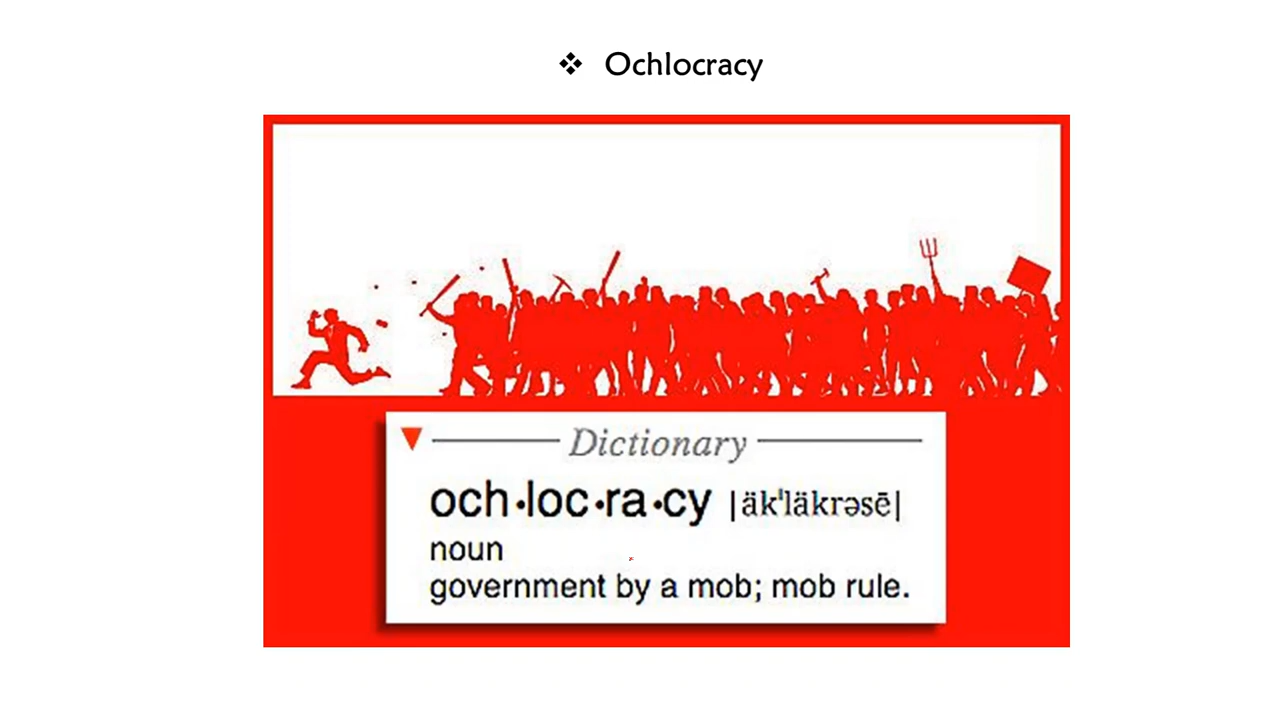 ❖ Ochlocracy
Dictionary
och·loc·ra·cy |äkˈläkrəsē|
noun
government by a mob; mob rule.